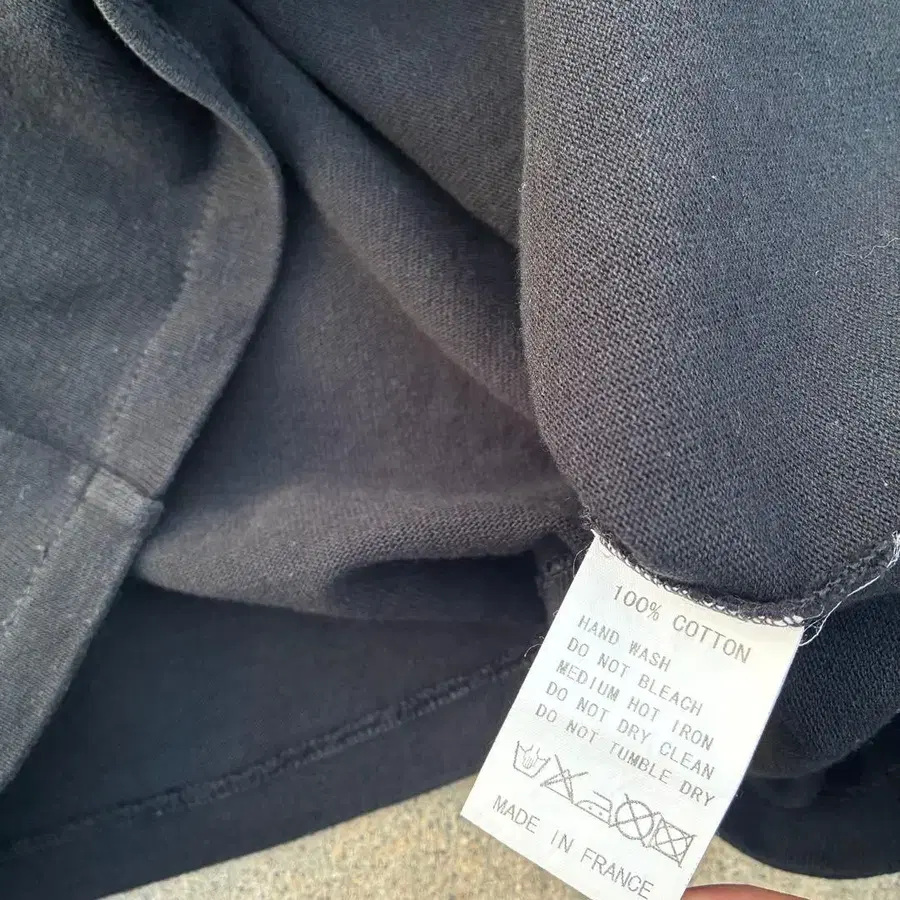 100% COTTON
HAND WASH
DO NOT BLEACH
MEDIUM HOT IRON
DO NOT DRY CLEAN
DO NOT TUMBLE DRY
MADE IN FRANCE